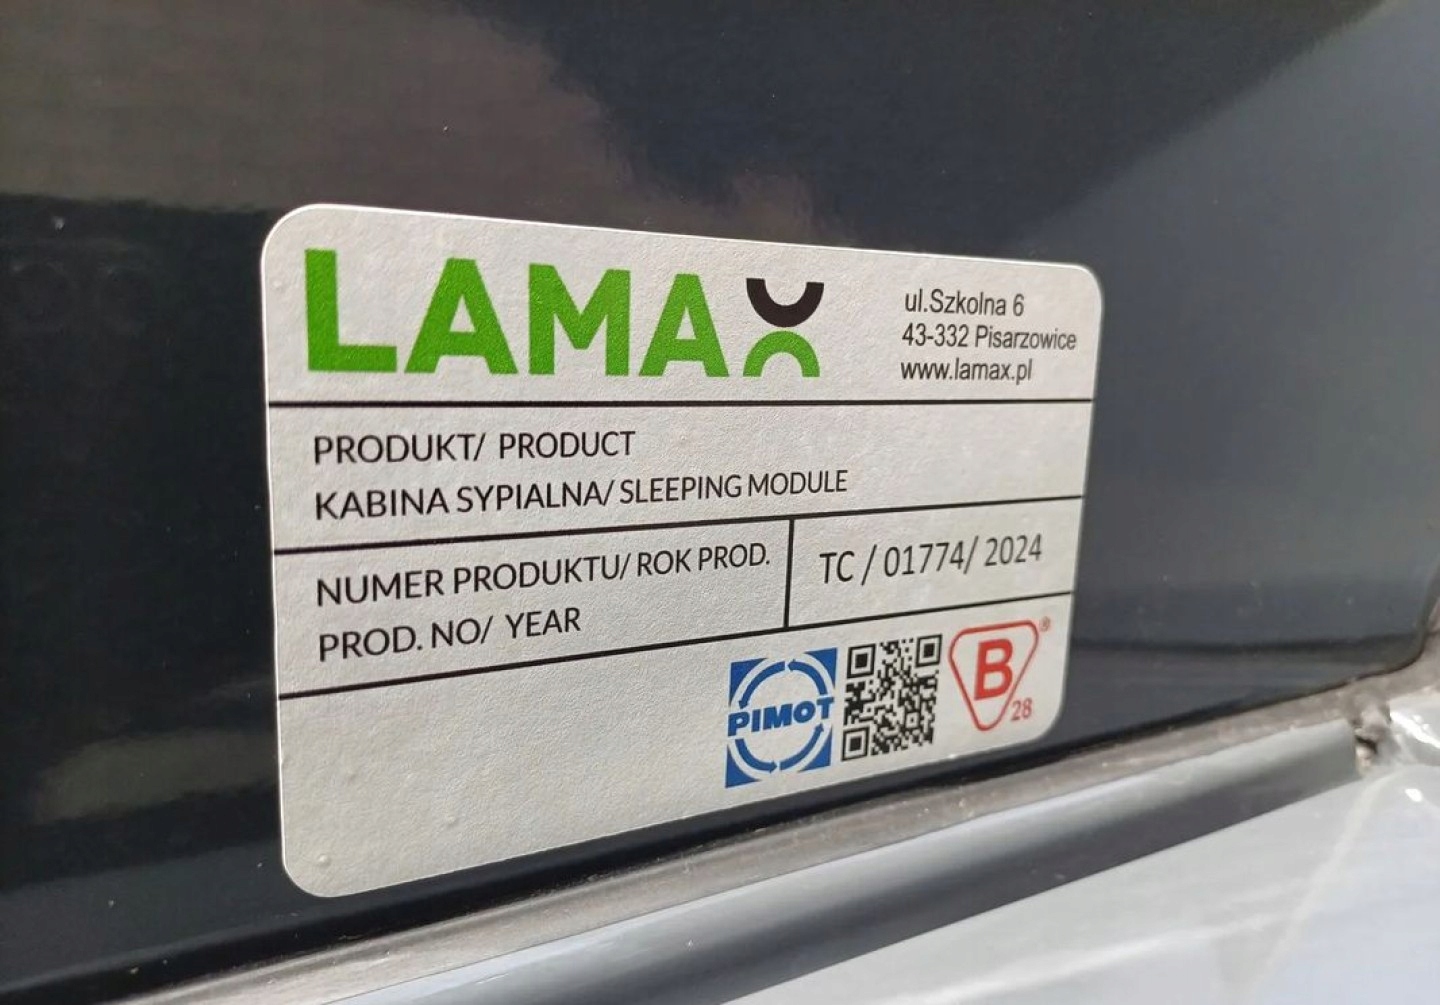 LAMAX
ul.Szkolna 6
43-332 Pisarzowice
www.lamax.pl
PRODUKT/ PRODUCT
KABINA SYPIALNA/ SLEEPING MODULE
NUMER PRODUKTU/ ROK PROD.
PROD. NO/ YEAR
TC / 01774/ 2024
PIMOT
B®
28